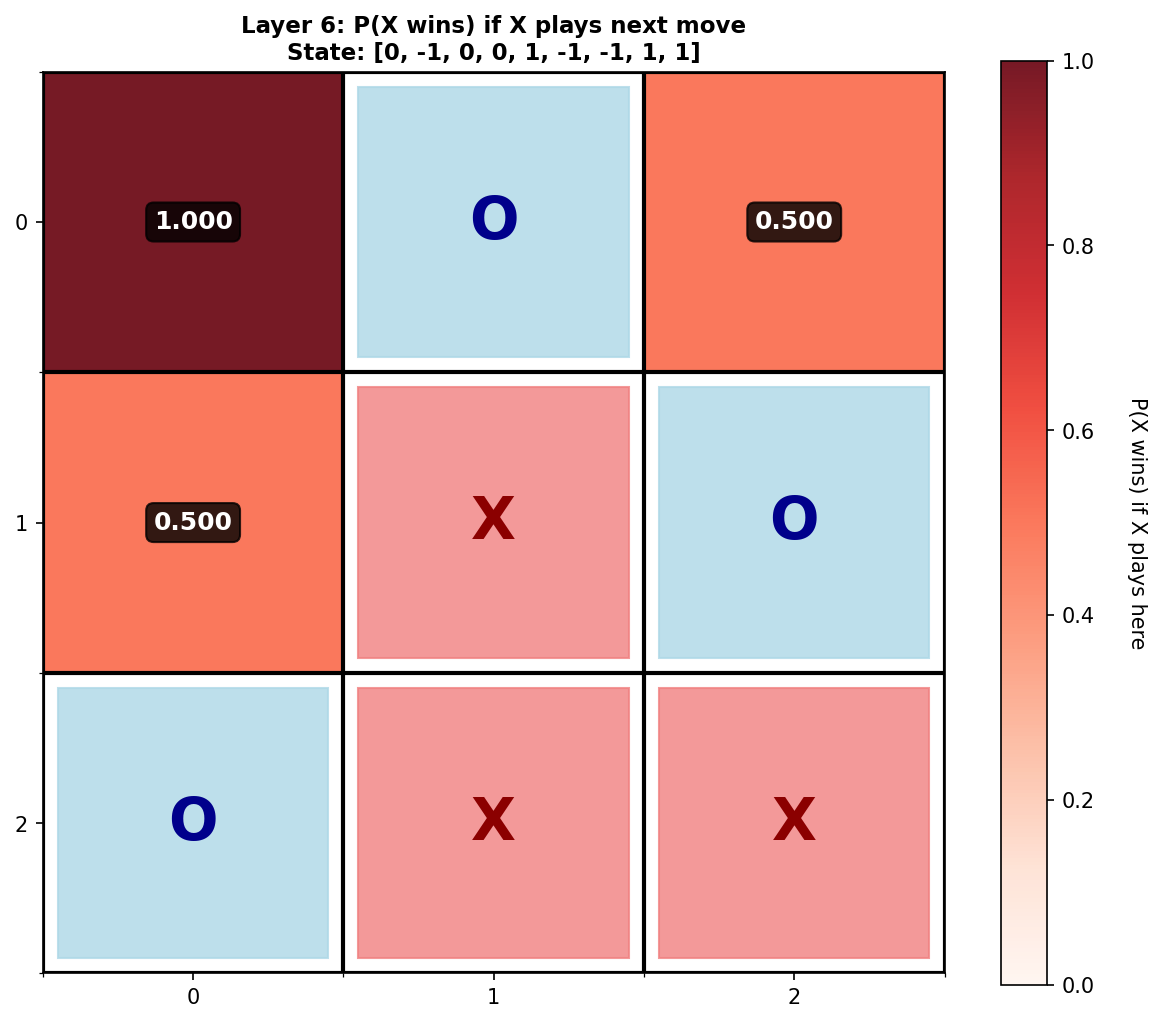 Layer 6: P(X wins) if X plays next move
State: [0, -1, 0, 0, 1, -1, -1, 1, 1]
0
1.000
O
0.500
1
0.500
X
O
2
O
X
X
0
1
2
1.0
0.8
0.6
0.4
0.2
0.0
P(X wins) if X plays here